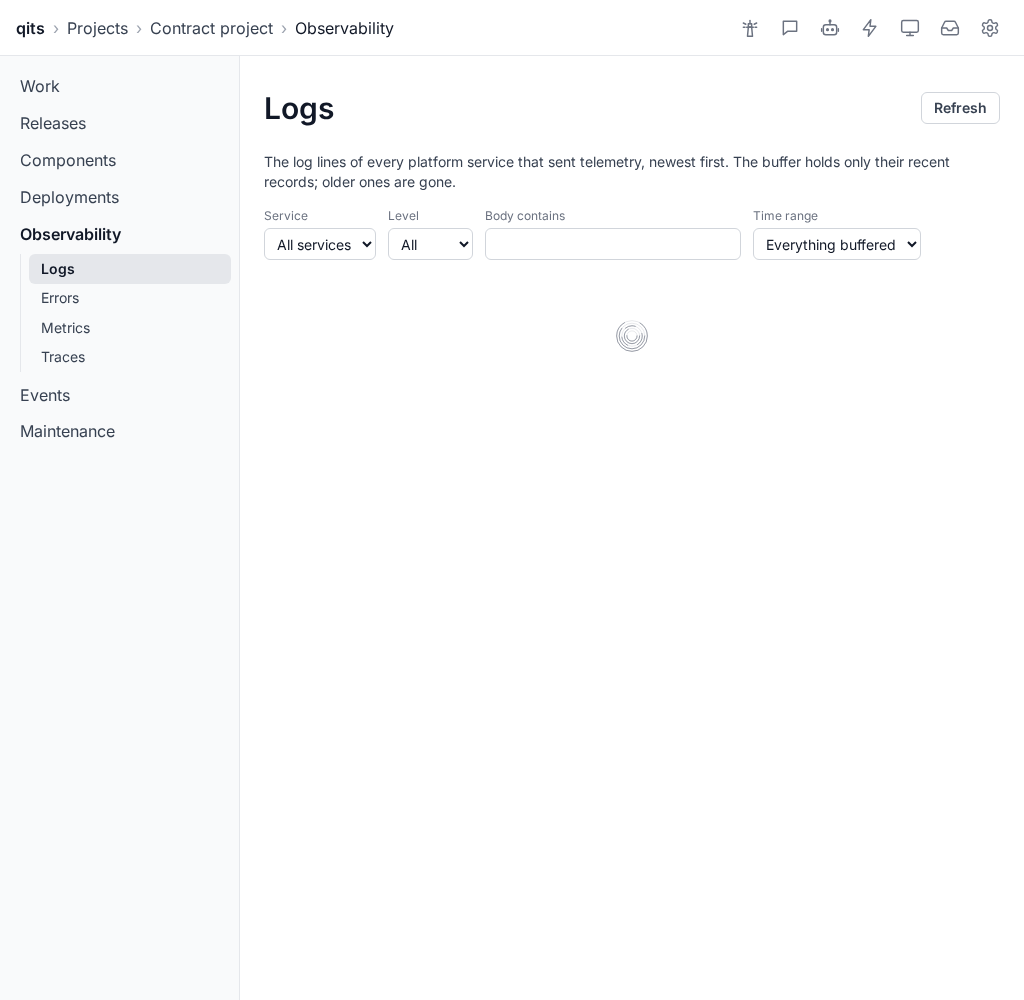 qits › Projects › Contract project › Observability
Work
Releases
Components
Deployments
Observability
Logs
Errors
Metrics
Traces
Events
Maintenance
Logs
Refresh
The log lines of every platform service that sent telemetry, newest first. The buffer holds only their recent
records; older ones are gone.
Service Level Body contains Time range
All services All Everything buffered